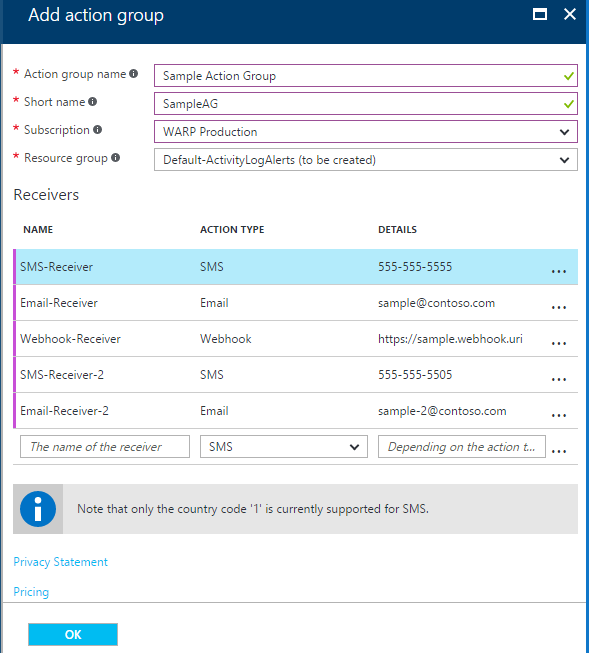 Add action group
* Action group name Sample Action Group
* Short name SampleAG
* Subscription WARP Production
* Resource group Default-ActivityLogAlerts (to be created)
Receivers
NAME ACTION TYPE DETAILS
SMS-Receiver SMS 555-555-5555 ...
Email-Receiver Email sample@contoso.com ...
Webhook-Receiver Webhook https://sample.webhook.uri ...
SMS-Receiver-2 SMS 555-555-5505 ...
Email-Receiver-2 Email sample-2@contoso.com ...
The name of the receiver SMS Depending on the action t... ...
Note that only the country code '1' is currently supported for SMS.
Privacy Statement
Pricing
OK